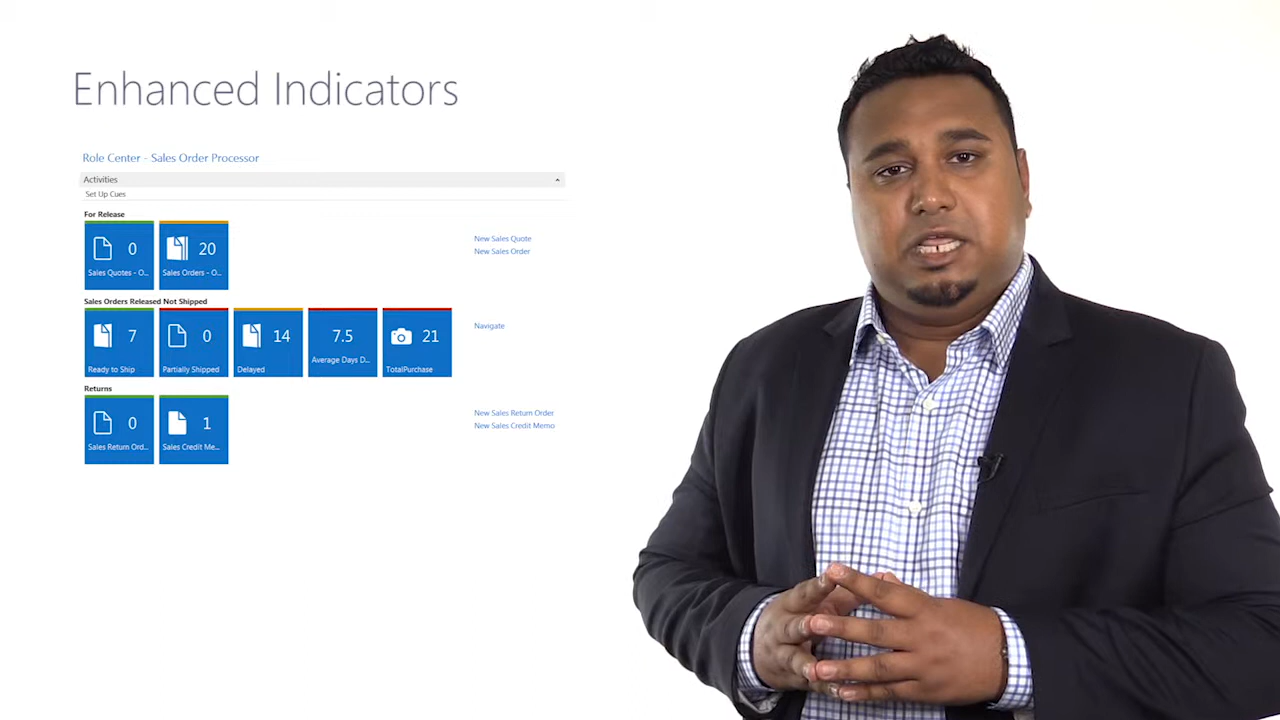 Enhanced Indicators
Role Center - Sales Order Processor
Activities
Set Up Cues
For Release
0
Sales Quotes - O...
20
Sales Orders - O...
New Sales Quote
New Sales Order
Sales Orders Released Not Shipped
7
Ready to Ship
0
Partially Shipped
14
Delayed
7.5
Average Days D...
21
TotalPurchase
Navigate
Returns
0
Sales Return Ord...
1
Sales Credit Me...
New Sales Return Order
New Sales Credit Memo